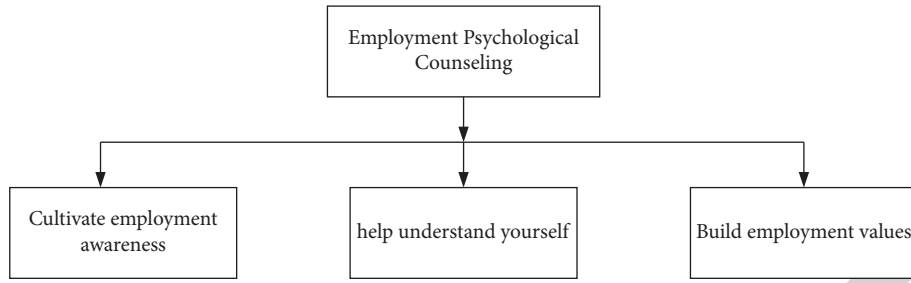 Employment Psychological
Counseling
Cultivate employment
awareness
help understand yourself
Build employment values